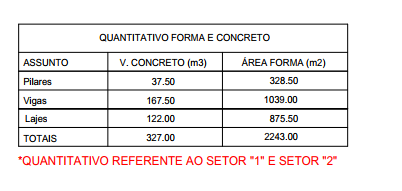 QUANTITATIVO FORMA E CONCRETO
ASSUNTO V. CONCRETO (m3) ÁREA FORMA (m2)
Pilares 37.50 328.50
Vigas 167.50 1039.00
Lajes 122.00 875.50
TOTAIS 327.00 2243.00
*QUANTITATIVO REFERENTE AO SETOR "1" E SETOR "2"